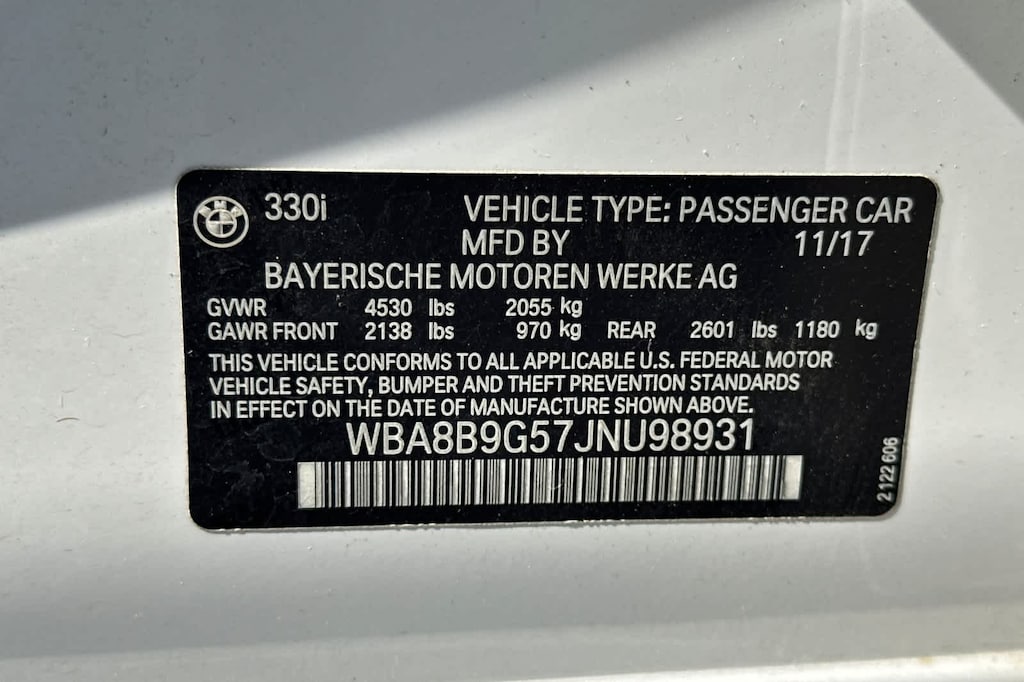 BMW
330i VEHICLE TYPE: PASSENGER CAR
MFD BY 11/17
BAYERISCHE MOTOREN WERKE AG
GVWR 4530 lbs 2055 kg
GAWR FRONT 2138 lbs 970 kg REAR 2601 lbs 1180 kg
THIS VEHICLE CONFORMS TO ALL APPLICABLE U.S. FEDERAL MOTOR
VEHICLE SAFETY, BUMPER AND THEFT PREVENTION STANDARDS
IN EFFECT ON THE DATE OF MANUFACTURE SHOWN ABOVE.
WBA8B9G57JNU98931
2122606